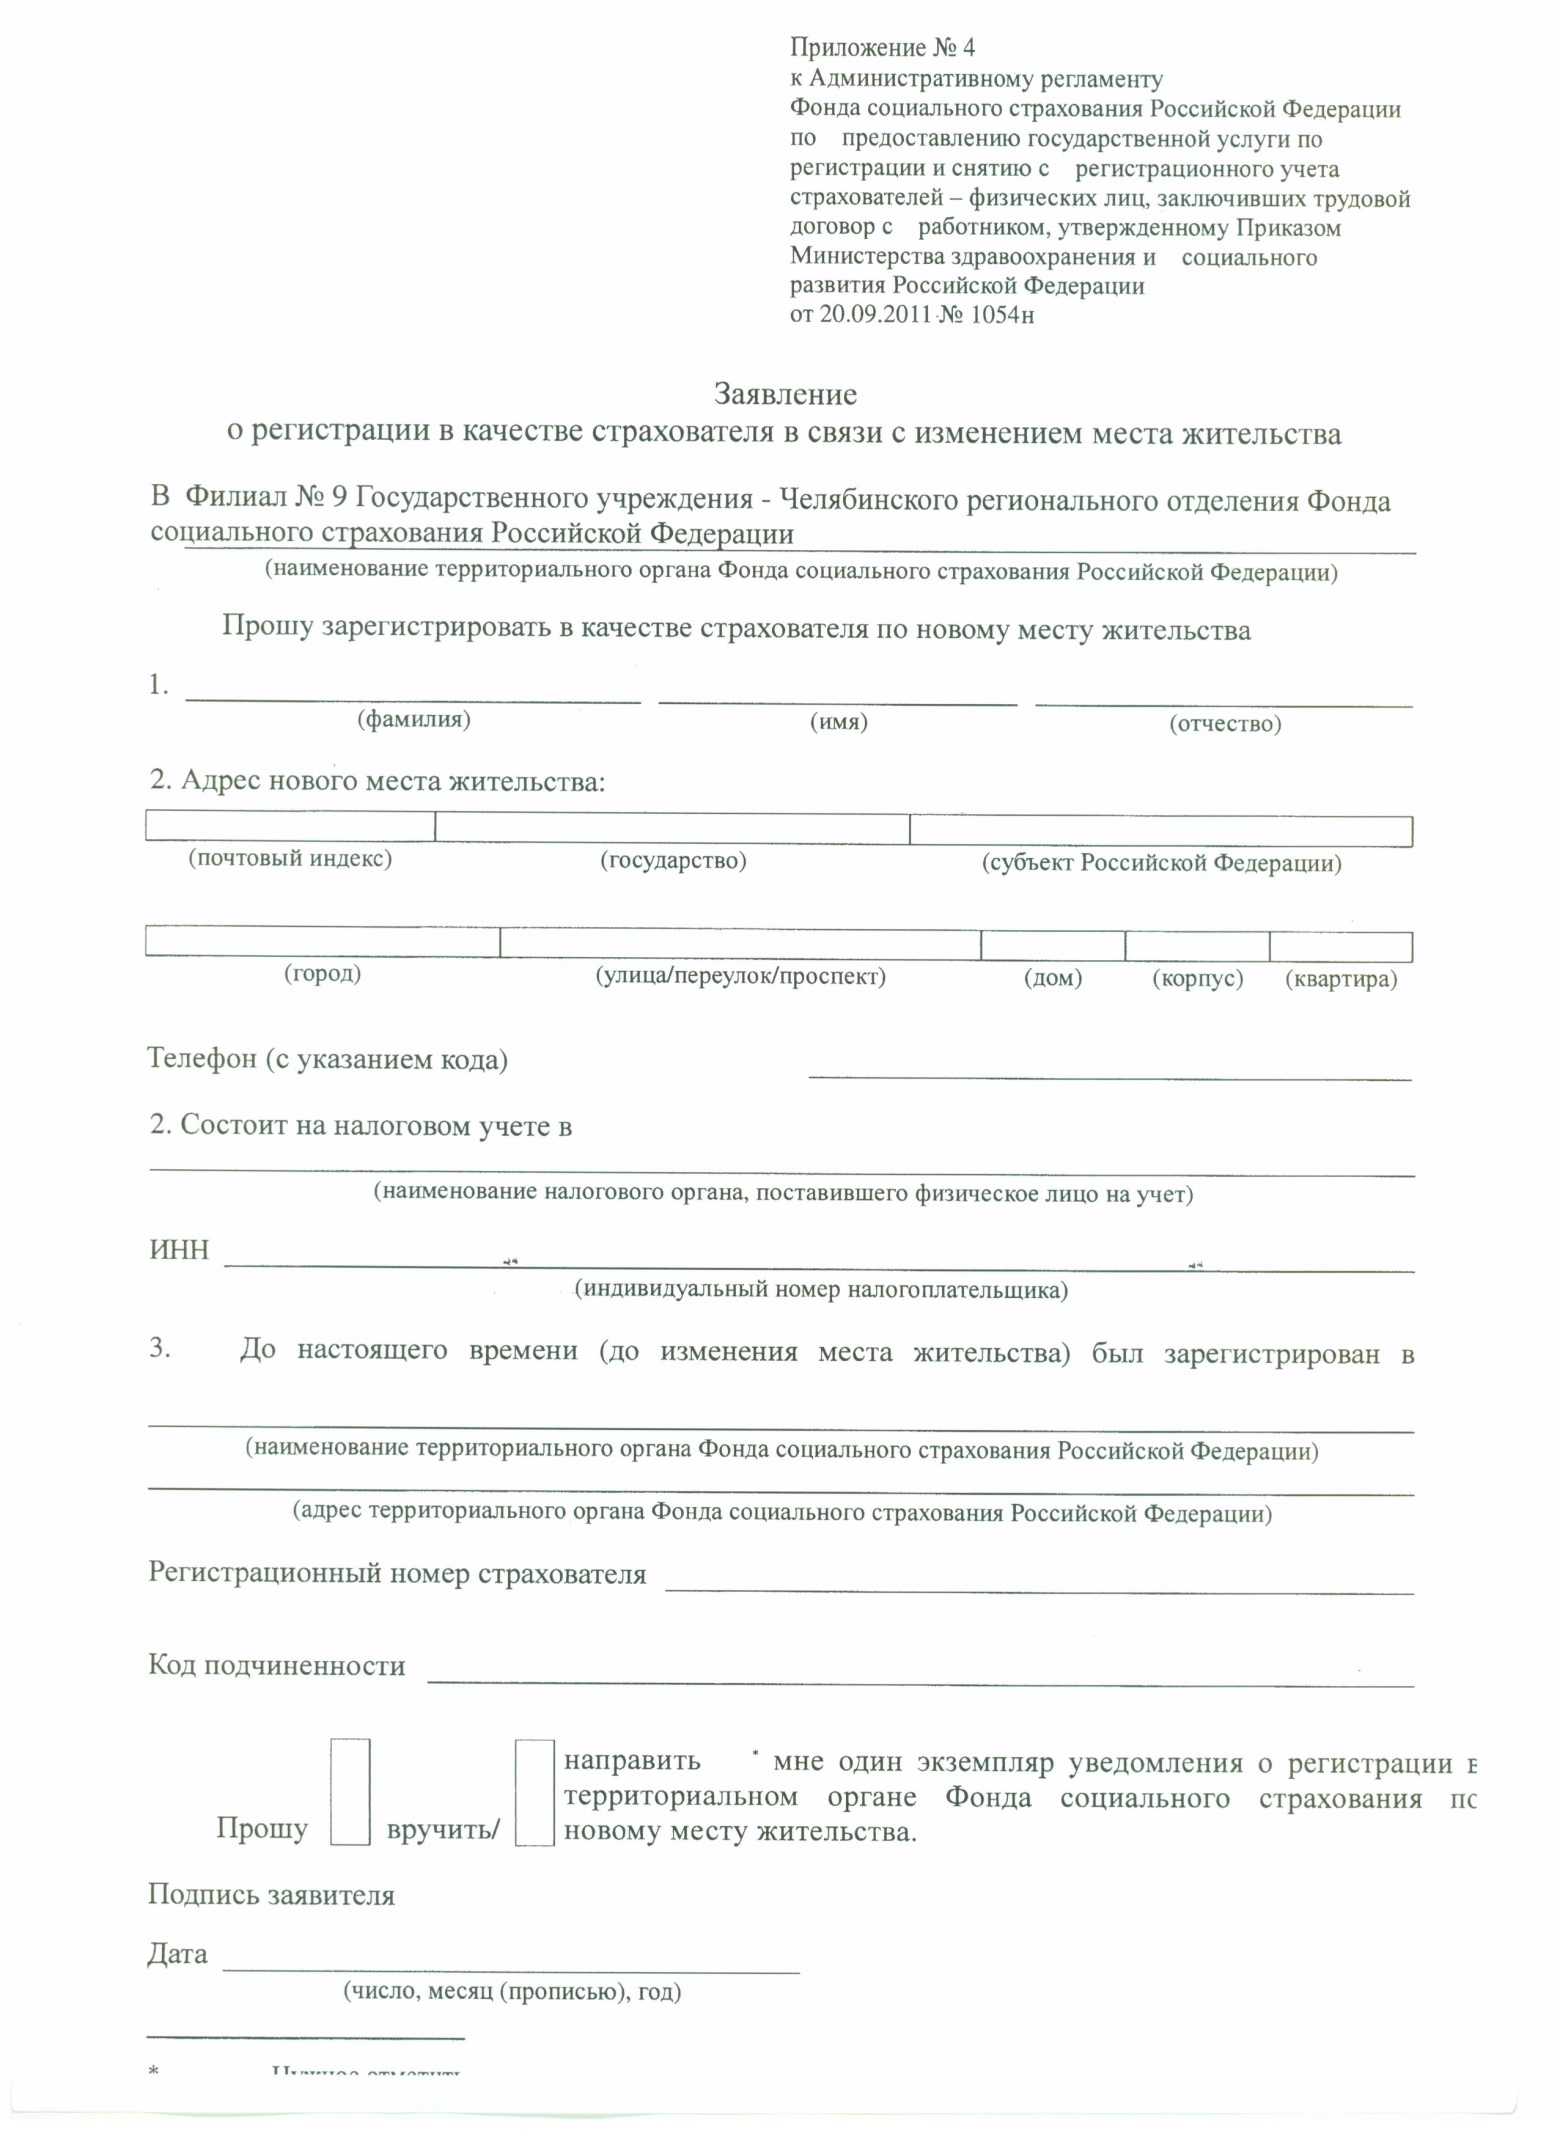 Приложение № 4
к Административному регламенту
Фонда социального страхования Российской Федерации
по предоставлению государственной услуги по
регистрации и снятию с регистрационного учета
страхователей – физических лиц, заключивших трудовой
договор с работником, утвержденному Приказом
Министерства здравоохранения и социального
развития Российской Федерации
от 20.09.2011 № 1054н
Заявление
о регистрации в качестве страхователя в связи с изменением места жительства
В Филиал № 9 Государственного учреждения - Челябинского регионального отделения Фонда
социального страхования Российской Федерации
(наименование территориального органа Фонда социального страхования Российской Федерации)
Прошу зарегистрировать в качестве страхователя по новому месту жительства
1.
(фамилия) (имя) (отчество)
2. Адрес нового места жительства:
(почтовый индекс) (государство) (субъект Российской Федерации)
(город) (улица/переулок/проспект) (дом) (корпус) (квартира)
Телефон (с указанием кода)
2. Состоит на налоговом учете в
(наименование налогового органа, поставившего физическое лицо на учет)
ИНН
(индивидуальный номер налогоплательщика)
3. До настоящего времени (до изменения места жительства) был зарегистрирован в
(наименование территориального органа Фонда социального страхования Российской Федерации)
(адрес территориального органа Фонда социального страхования Российской Федерации)
Регистрационный номер страхователя
Код подчиненности
направить * мне один экземпляр уведомления о регистрации в
территориальном органе Фонда социального страхования по
Прошу вручить/ новому месту жительства.
Подпись заявителя
Дата
(число, месяц (прописью), год)
* Нужное отметить